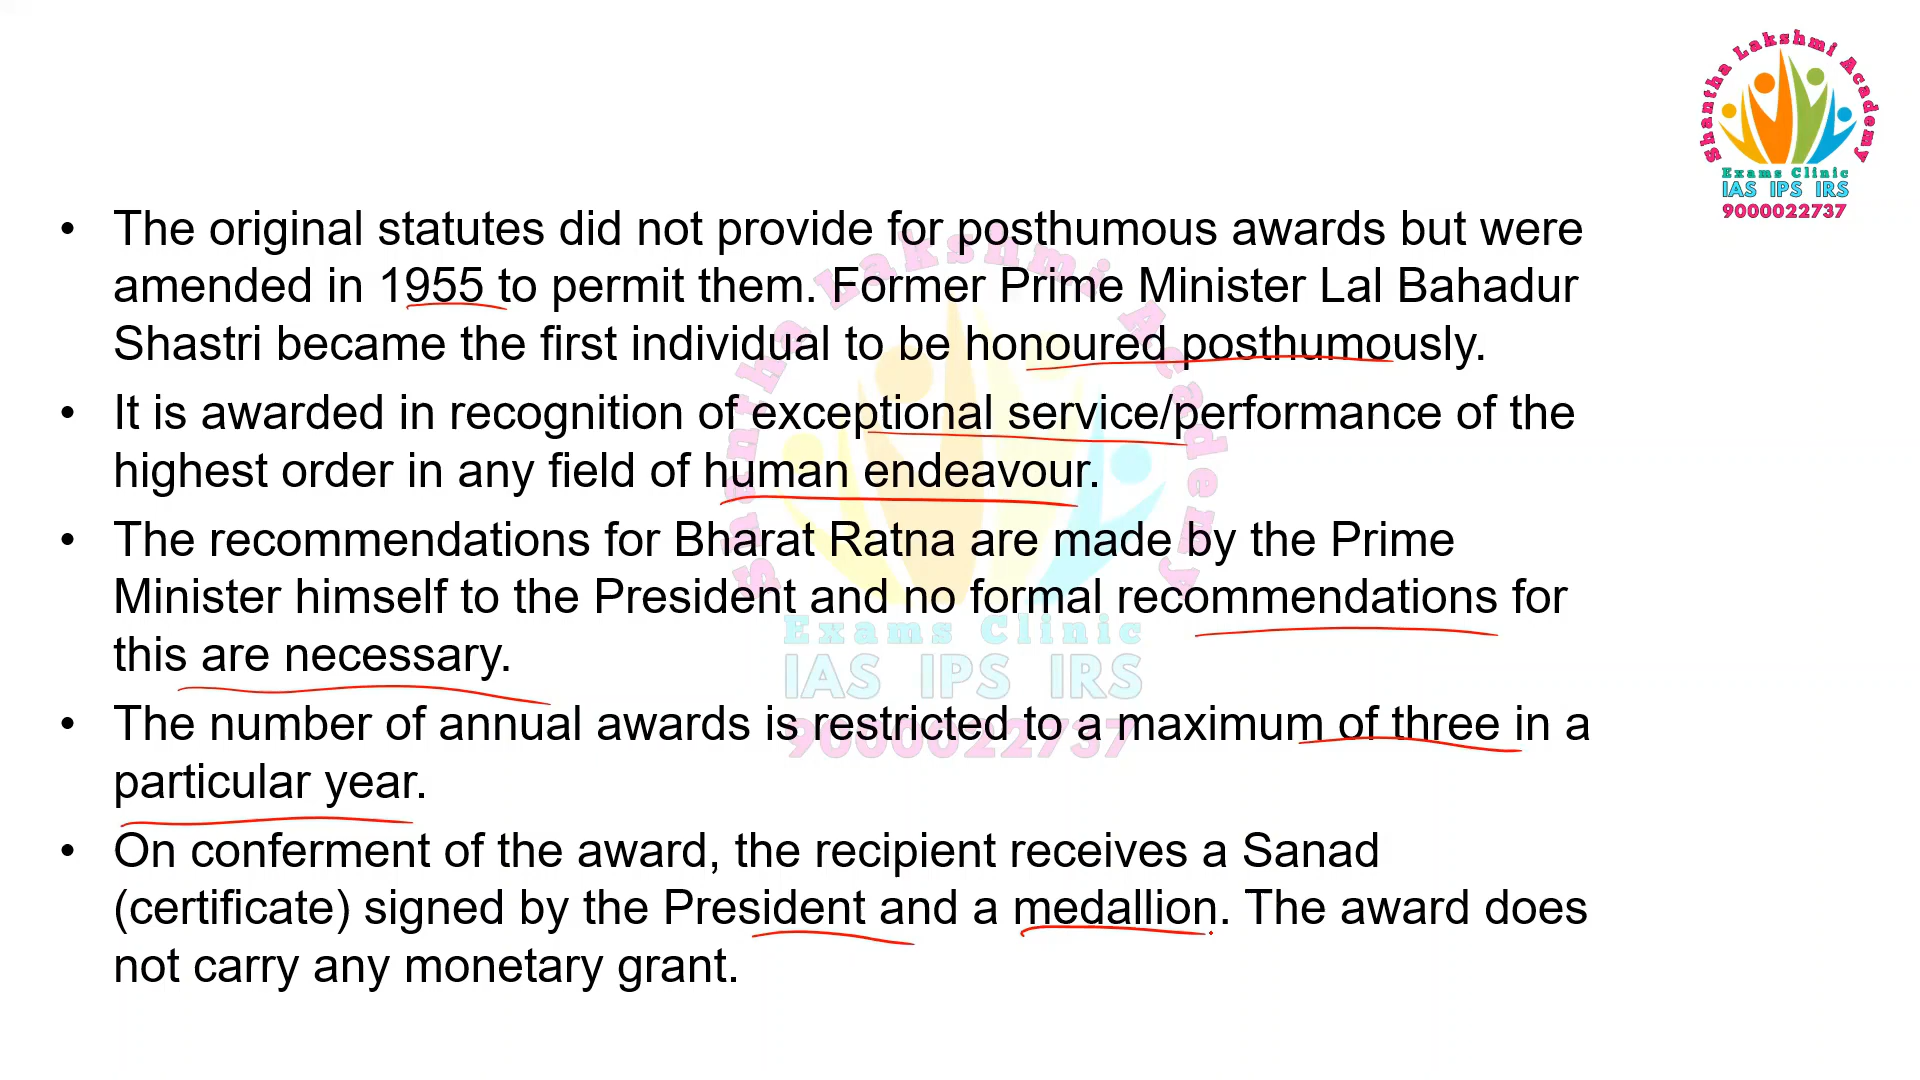 Shantha Lakshmi Academy
Exams Clinic
IAS IPS IRS
9000022737
• The original statutes did not provide for posthumous awards but were
amended in 1955 to permit them. Former Prime Minister Lal Bahadur
Shastri became the first individual to be honoured posthumously.
• It is awarded in recognition of exceptional service/performance of the
highest order in any field of human endeavour.
• The recommendations for Bharat Ratna are made by the Prime
Minister himself to the President and no formal recommendations for
this are necessary.
• The number of annual awards is restricted to a maximum of three in a
particular year.
• On conferment of the award, the recipient receives a Sanad
(certificate) signed by the President and a medallion. The award does
not carry any monetary grant.
Shantha Lakshmi Academy
Exams Clinic
IAS IPS IRS
9000022737